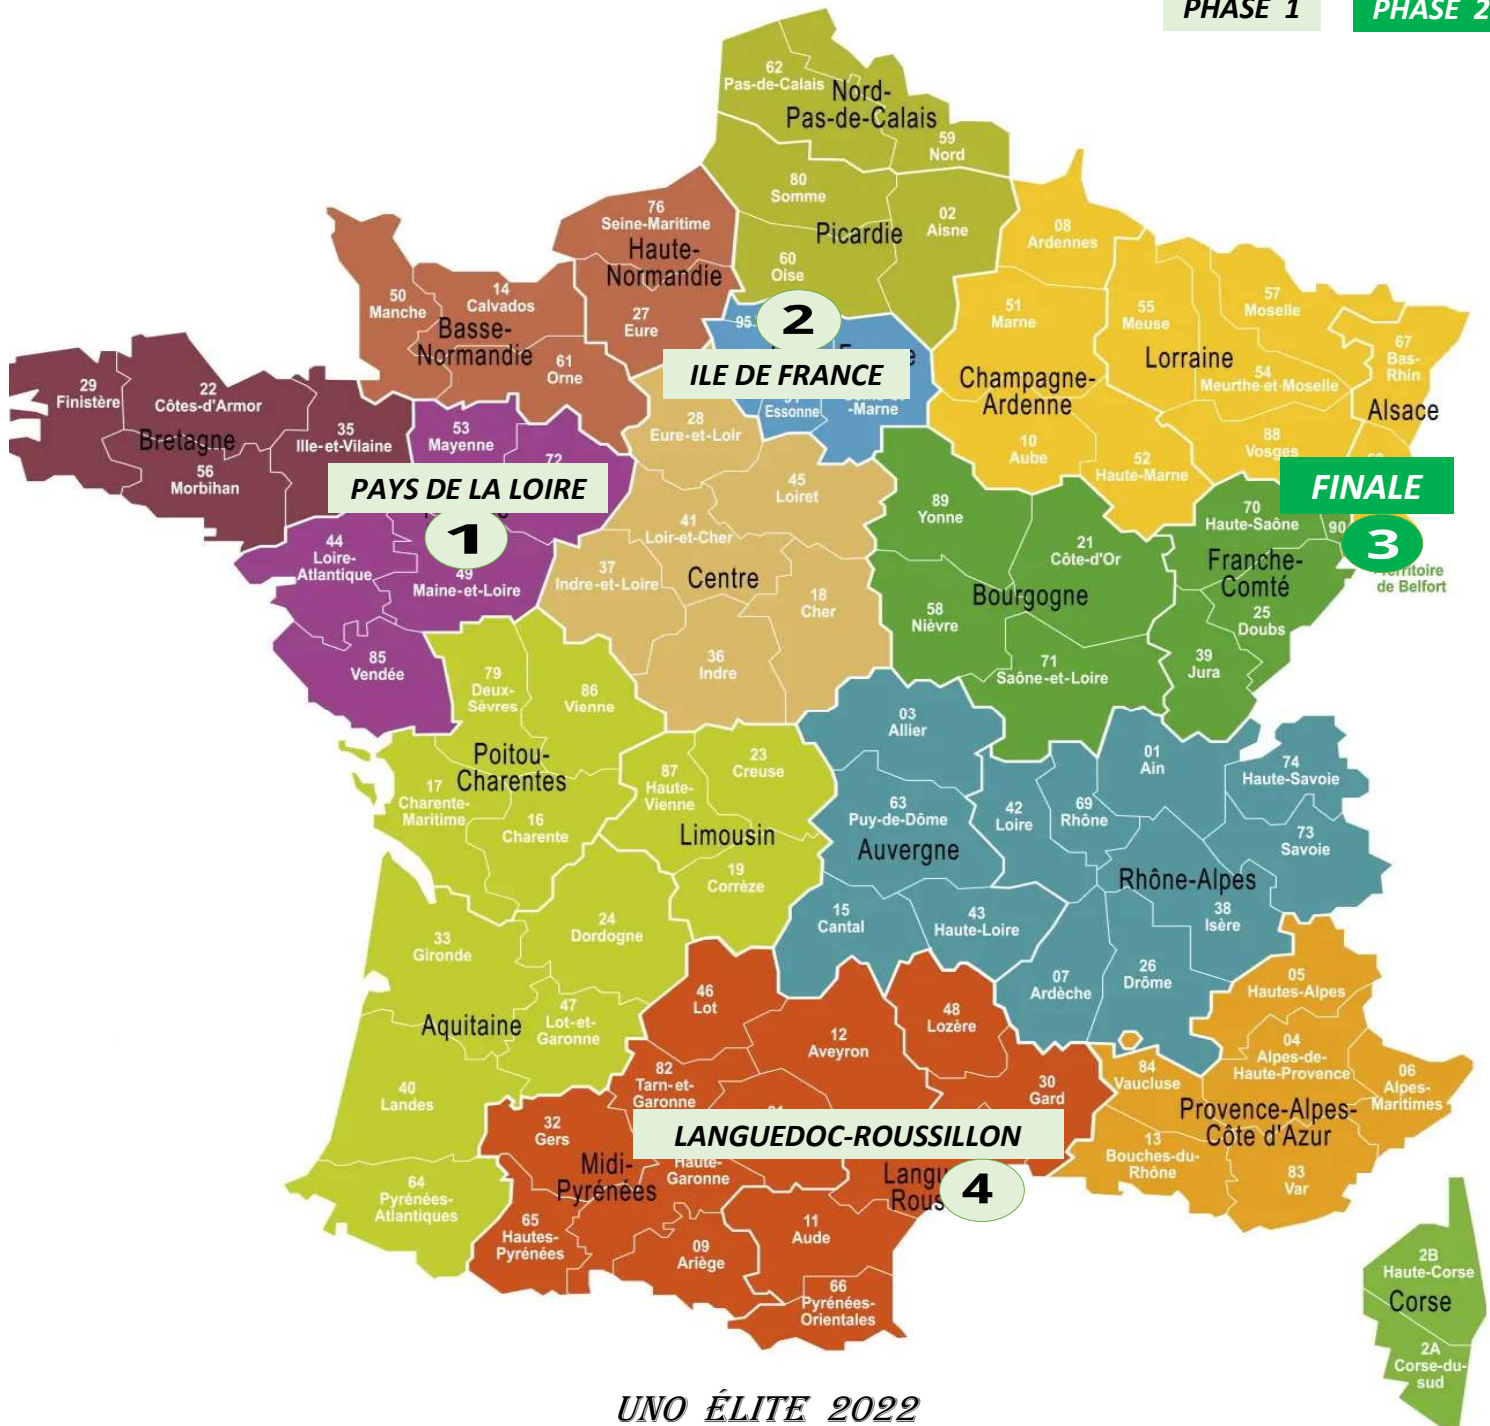 PHASE 1
PHASE 2
62
Pas-de-Calais
Nord-
Pas-de-Calais
59
Nord
80
Somme
02
Aisne
Picardie
60
Oise
76
Seine-Maritime
Haute-
Normandie
27
Eure
50
Manche
14
Calvados
Basse-
Normandie
61
Orne
08
Ardennes
51
Marne
55
Meuse
57
Moselle
67
Bas-
Rhin
Lorraine
54
Meurthe-et-Moselle
Champagne-
Ardenne
Alsace
10
Aube
52
Haute-Marne
88
Vosges
95
2
ILE DE FRANCE
Essonne
-Marne
29
Finistère
22
Côtes-d'Armor
Bretagne
35
Ille-et-Vilaine
56
Morbihan
53
Mayenne
72
PAYS DE LA LOIRE
1
44
Loire-
Atlantique
49
Maine-et-Loire
85
Vendée
28
Eure-et-Loir
45
Loiret
41
Loir-et-Cher
37
Indre-et-Loire
Centre
18
Cher
36
Indre
89
Yonne
21
Côte-d'Or
Bourgogne
58
Nièvre
71
Saône-et-Loire
FINALE
3
70
Haute-Saône
90
Territoire
de Belfort
Franche-
Comté
25
Doubs
39
Jura
79
Deux-
Sèvres
86
Vienne
Poitou-
Charentes
17
Charente-
Maritime
16
Charente
87
Haute-
Vienne
23
Creuse
Limousin
19
Corrèze
03
Allier
63
Puy-de-Dôme
Auvergne
15
Cantal
43
Haute-Loire
42
Loire
69
Rhône
01
Ain
74
Haute-Savoie
73
Savoie
Rhône-Alpes
38
Isère
07
Ardèche
26
Drôme
24
Dordogne
33
Gironde
47
Lot-et-
Garonne
Aquitaine
40
Landes
64
Pyrénées-
Atlantiques
46
Lot
12
Aveyron
48
Lozère
82
Tarn-et-
Garonne
30
Gard
32
Gers
LANGUEDOC-ROUSSILLON
4
Midi-
Pyrénées
Haute-
Garonne
Langu
Rous
65
Hautes-
Pyrénées
09
Ariège
11
Aude
66
Pyrénées-
Orientales
05
Hautes-Alpes
04
Alpes-de-
Haute-Provence
06
Alpes-
Maritimes
84
Vaucluse
Provence-Alpes-
Côte d'Azur
13
Bouches-du-
Rhône
83
Var
2B
Haute-Corse
Corse
2A
Corse-du-
sud
UNO ÉLITE 2022